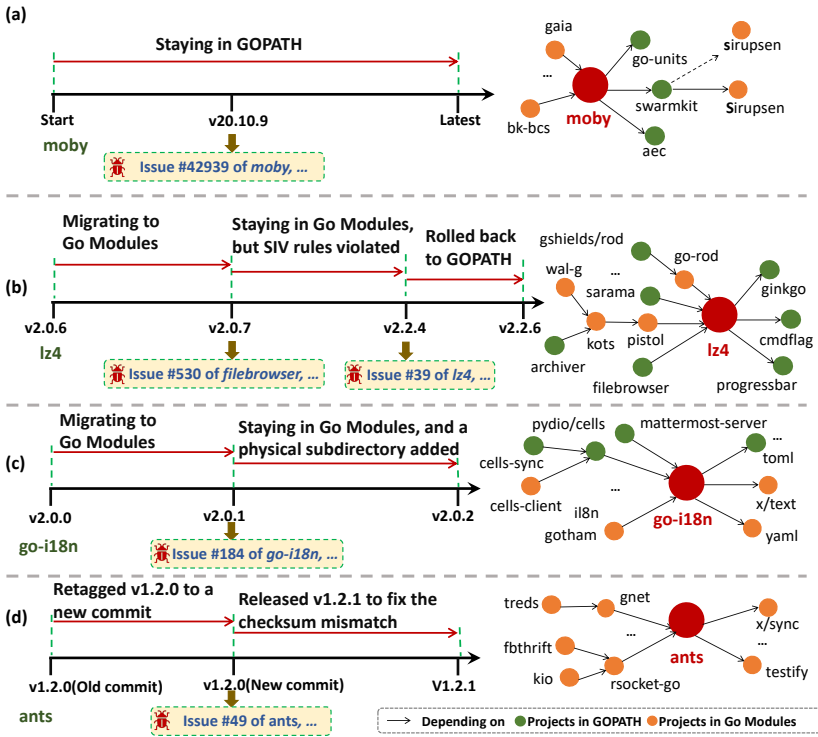 (a)
Staying in GOPATH
Start
v20.10.9
Latest
moby
Issue #42939 of moby, ...
gaia
...
bk-bcs
moby
go-units
swarmkit
aec
sirupsen
Sirupsen
(b)
Migrating to
Go Modules
Staying in Go Modules,
but SIV rules violated
Rolled back
to GOPATH
v2.0.6
v2.0.7
v2.2.4
v2.2.6
lz4
Issue #530 of filebrowser, ...
Issue #39 of lz4, ...
gshields/rod
...
go-rod
wal-g
sarama
kots
pistol
archiver
filebrowser
lz4
ginkgo
cmdflag
progressbar
(c)
Migrating to
Go Modules
Staying in Go Modules, and a
physical subdirectory added
v2.0.0
v2.0.1
v2.0.2
go-i18n
Issue #184 of go-i18n, ...
pydio/cells
mattermost-server
cells-sync
cells-client
...
il8n
gotham
go-i18n
...
toml
x/text
yaml
(d)
Retagged v1.2.0 to a
new commit
Released v1.2.1 to fix the
checksum mismatch
v1.2.0(Old commit)
v1.2.0(New commit)
V1.2.1
ants
Issue #49 of ants, ...
treds
gnet
...
fbthrift
kio
rsocket-go
ants
x/sync
...
testify
Depending on
Projects in GOPATH
Projects in Go Modules